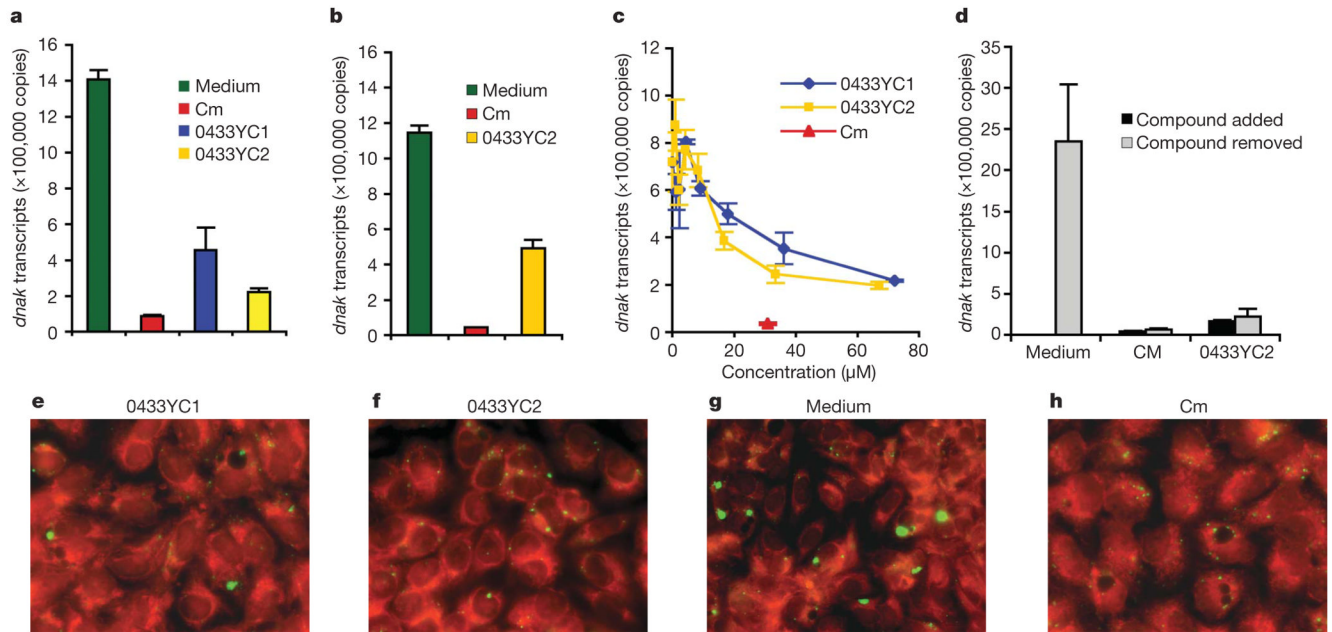 a
dnak transcripts (×100,000 copies)
16
14
12
10
8
6
4
2
0
Medium
Cm
0433YC1
0433YC2
b
dnak transcripts (×100,000 copies)
16
14
12
10
8
6
4
2
0
Medium
Cm
0433YC2
c
dnak transcripts (×100,000 copies)
12
10
8
6
4
2
0
0433YC1
0433YC2
Cm
0 20 40 60 80
Concentration (μM)
d
dnak transcripts (×100,000 copies)
35
30
25
20
15
10
5
0
Compound added
Compound removed
Medium CM 0433YC2
e 0433YC1
f 0433YC2
g Medium
h Cm